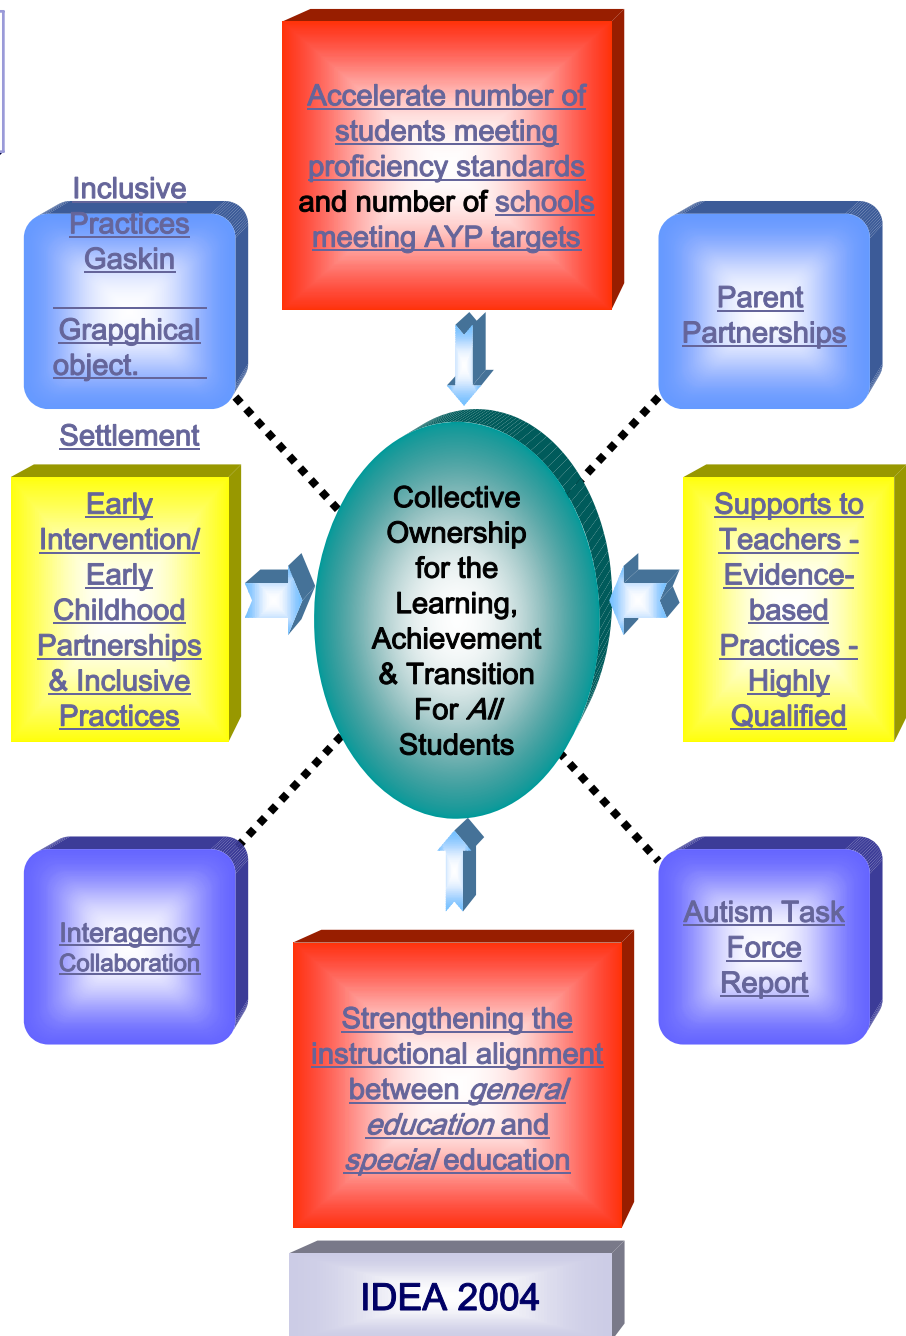 Accelerate number of
students meeting
proficiency standards
and number of schools
meeting AYP targets
Inclusive
Practices
Gaskin
Grapghical
object.
Settlement
Parent
Partnerships
Collective
Ownership
for the
Learning,
Achievement
& Transition
For All
Students
Early
Intervention/
Early
Childhood
Partnerships
& Inclusive
Practices
Supports to
Teachers -
Evidence-
based
Practices -
Highly
Qualified
Interagency
Collaboration
Autism Task
Force
Report
Strengthening the
instructional alignment
between general
education and
special education
IDEA 2004